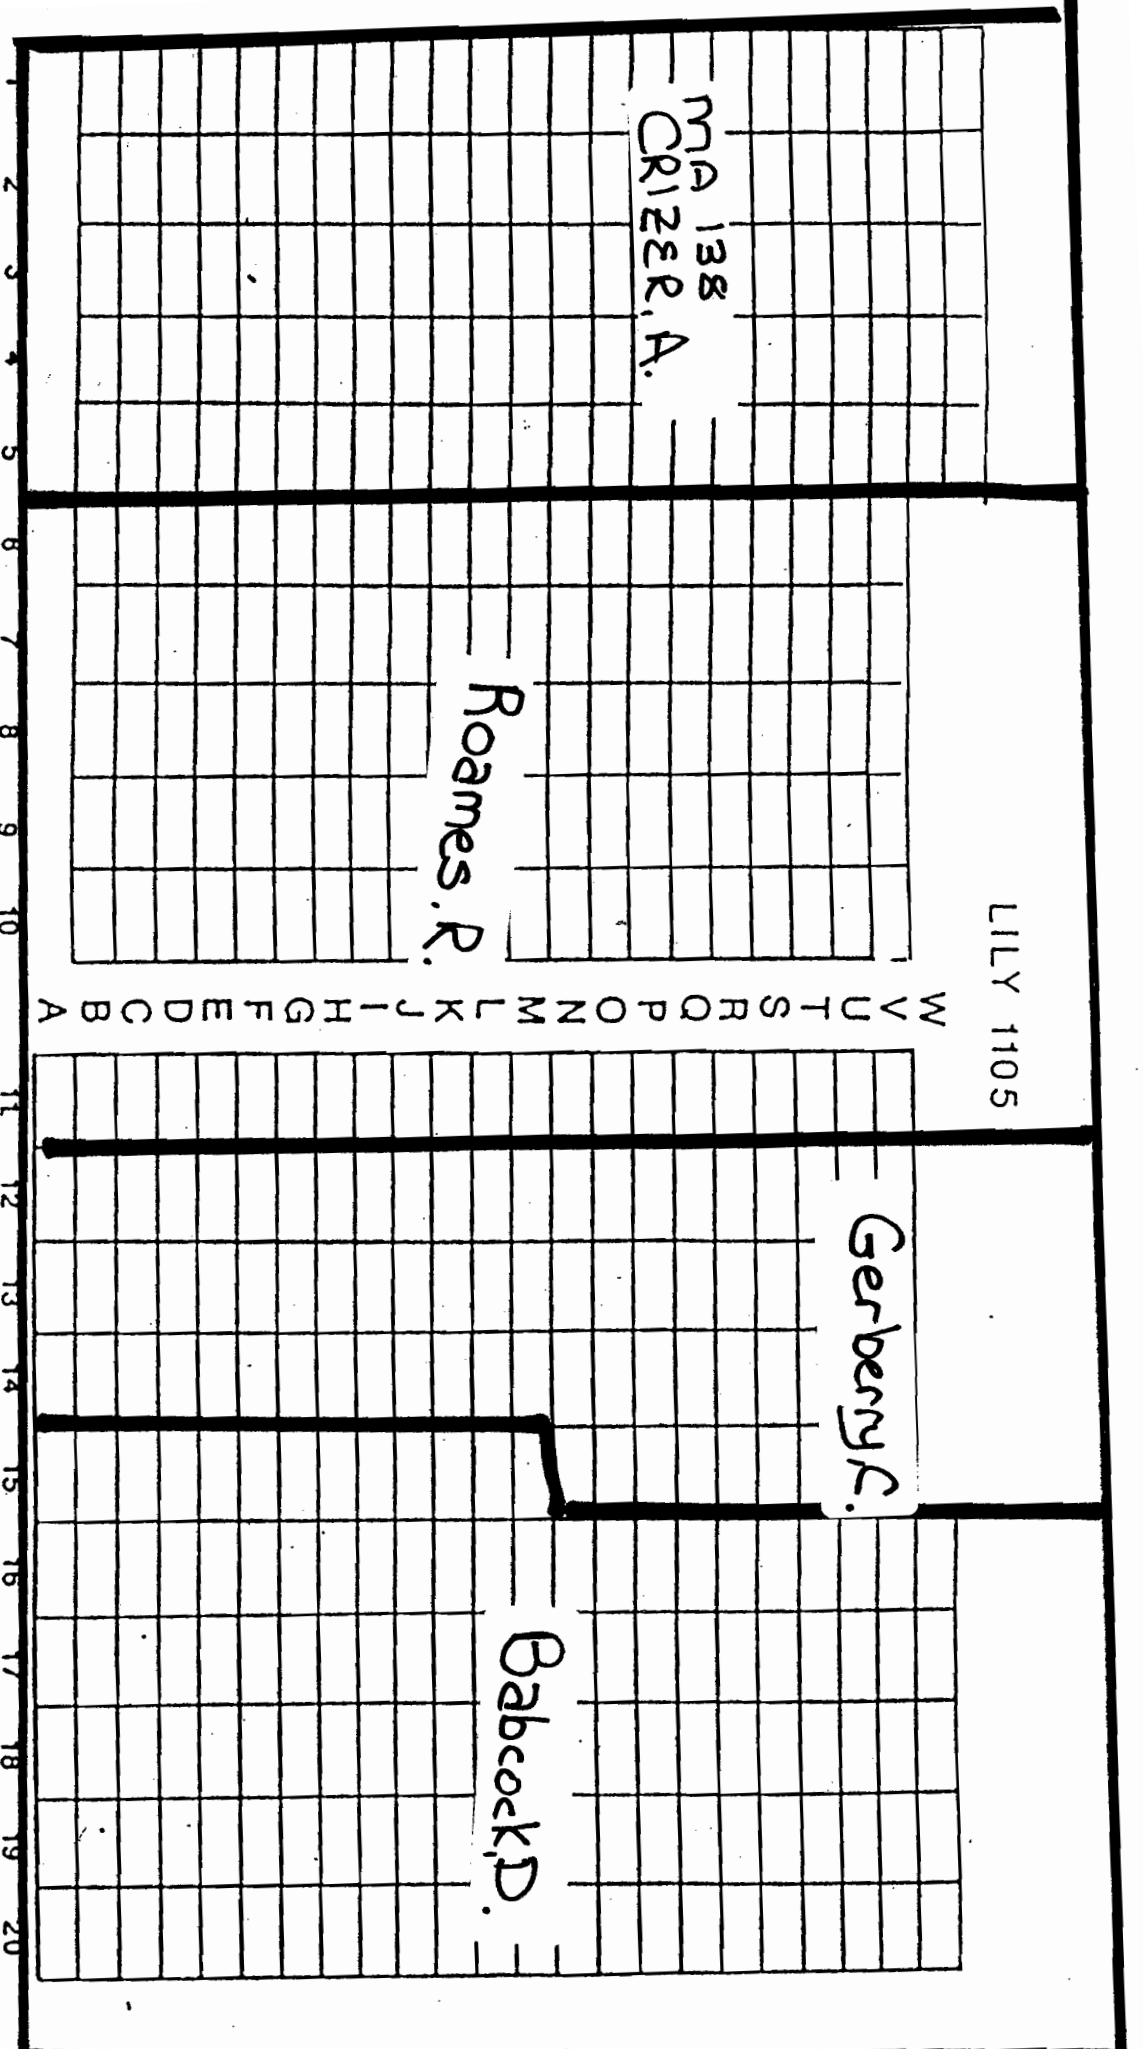 LILY 1105
W
V
U
T
S
R
Q
P
O
N
M
L
K
J
I
H
G
F
E
D
C
B
A
MA 138
CRIZER, A.
Roames, R.
Gerberry, C.
Babcock, D.
1 2 3 4 5 6 7 8 9 10 11 12 13 14 15 16 17 18 19 20